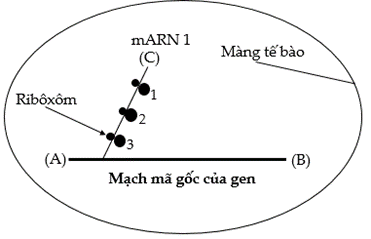 mARN 1
(C)
Màng tế bào
Ribôxôm
1
2
3
(A)
(B)
Mạch mã gốc của gen